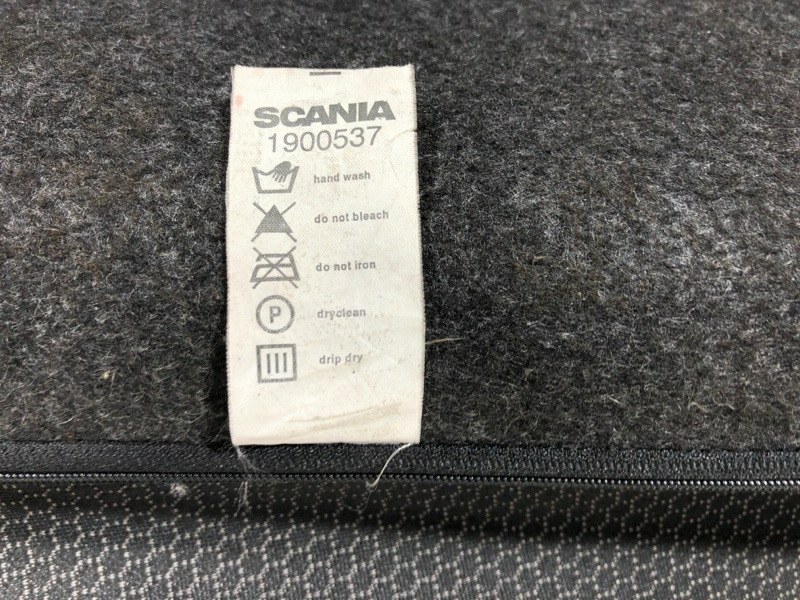 SCANIA
1900537
hand wash
do not bleach
do not iron
P dryclean
drip dry